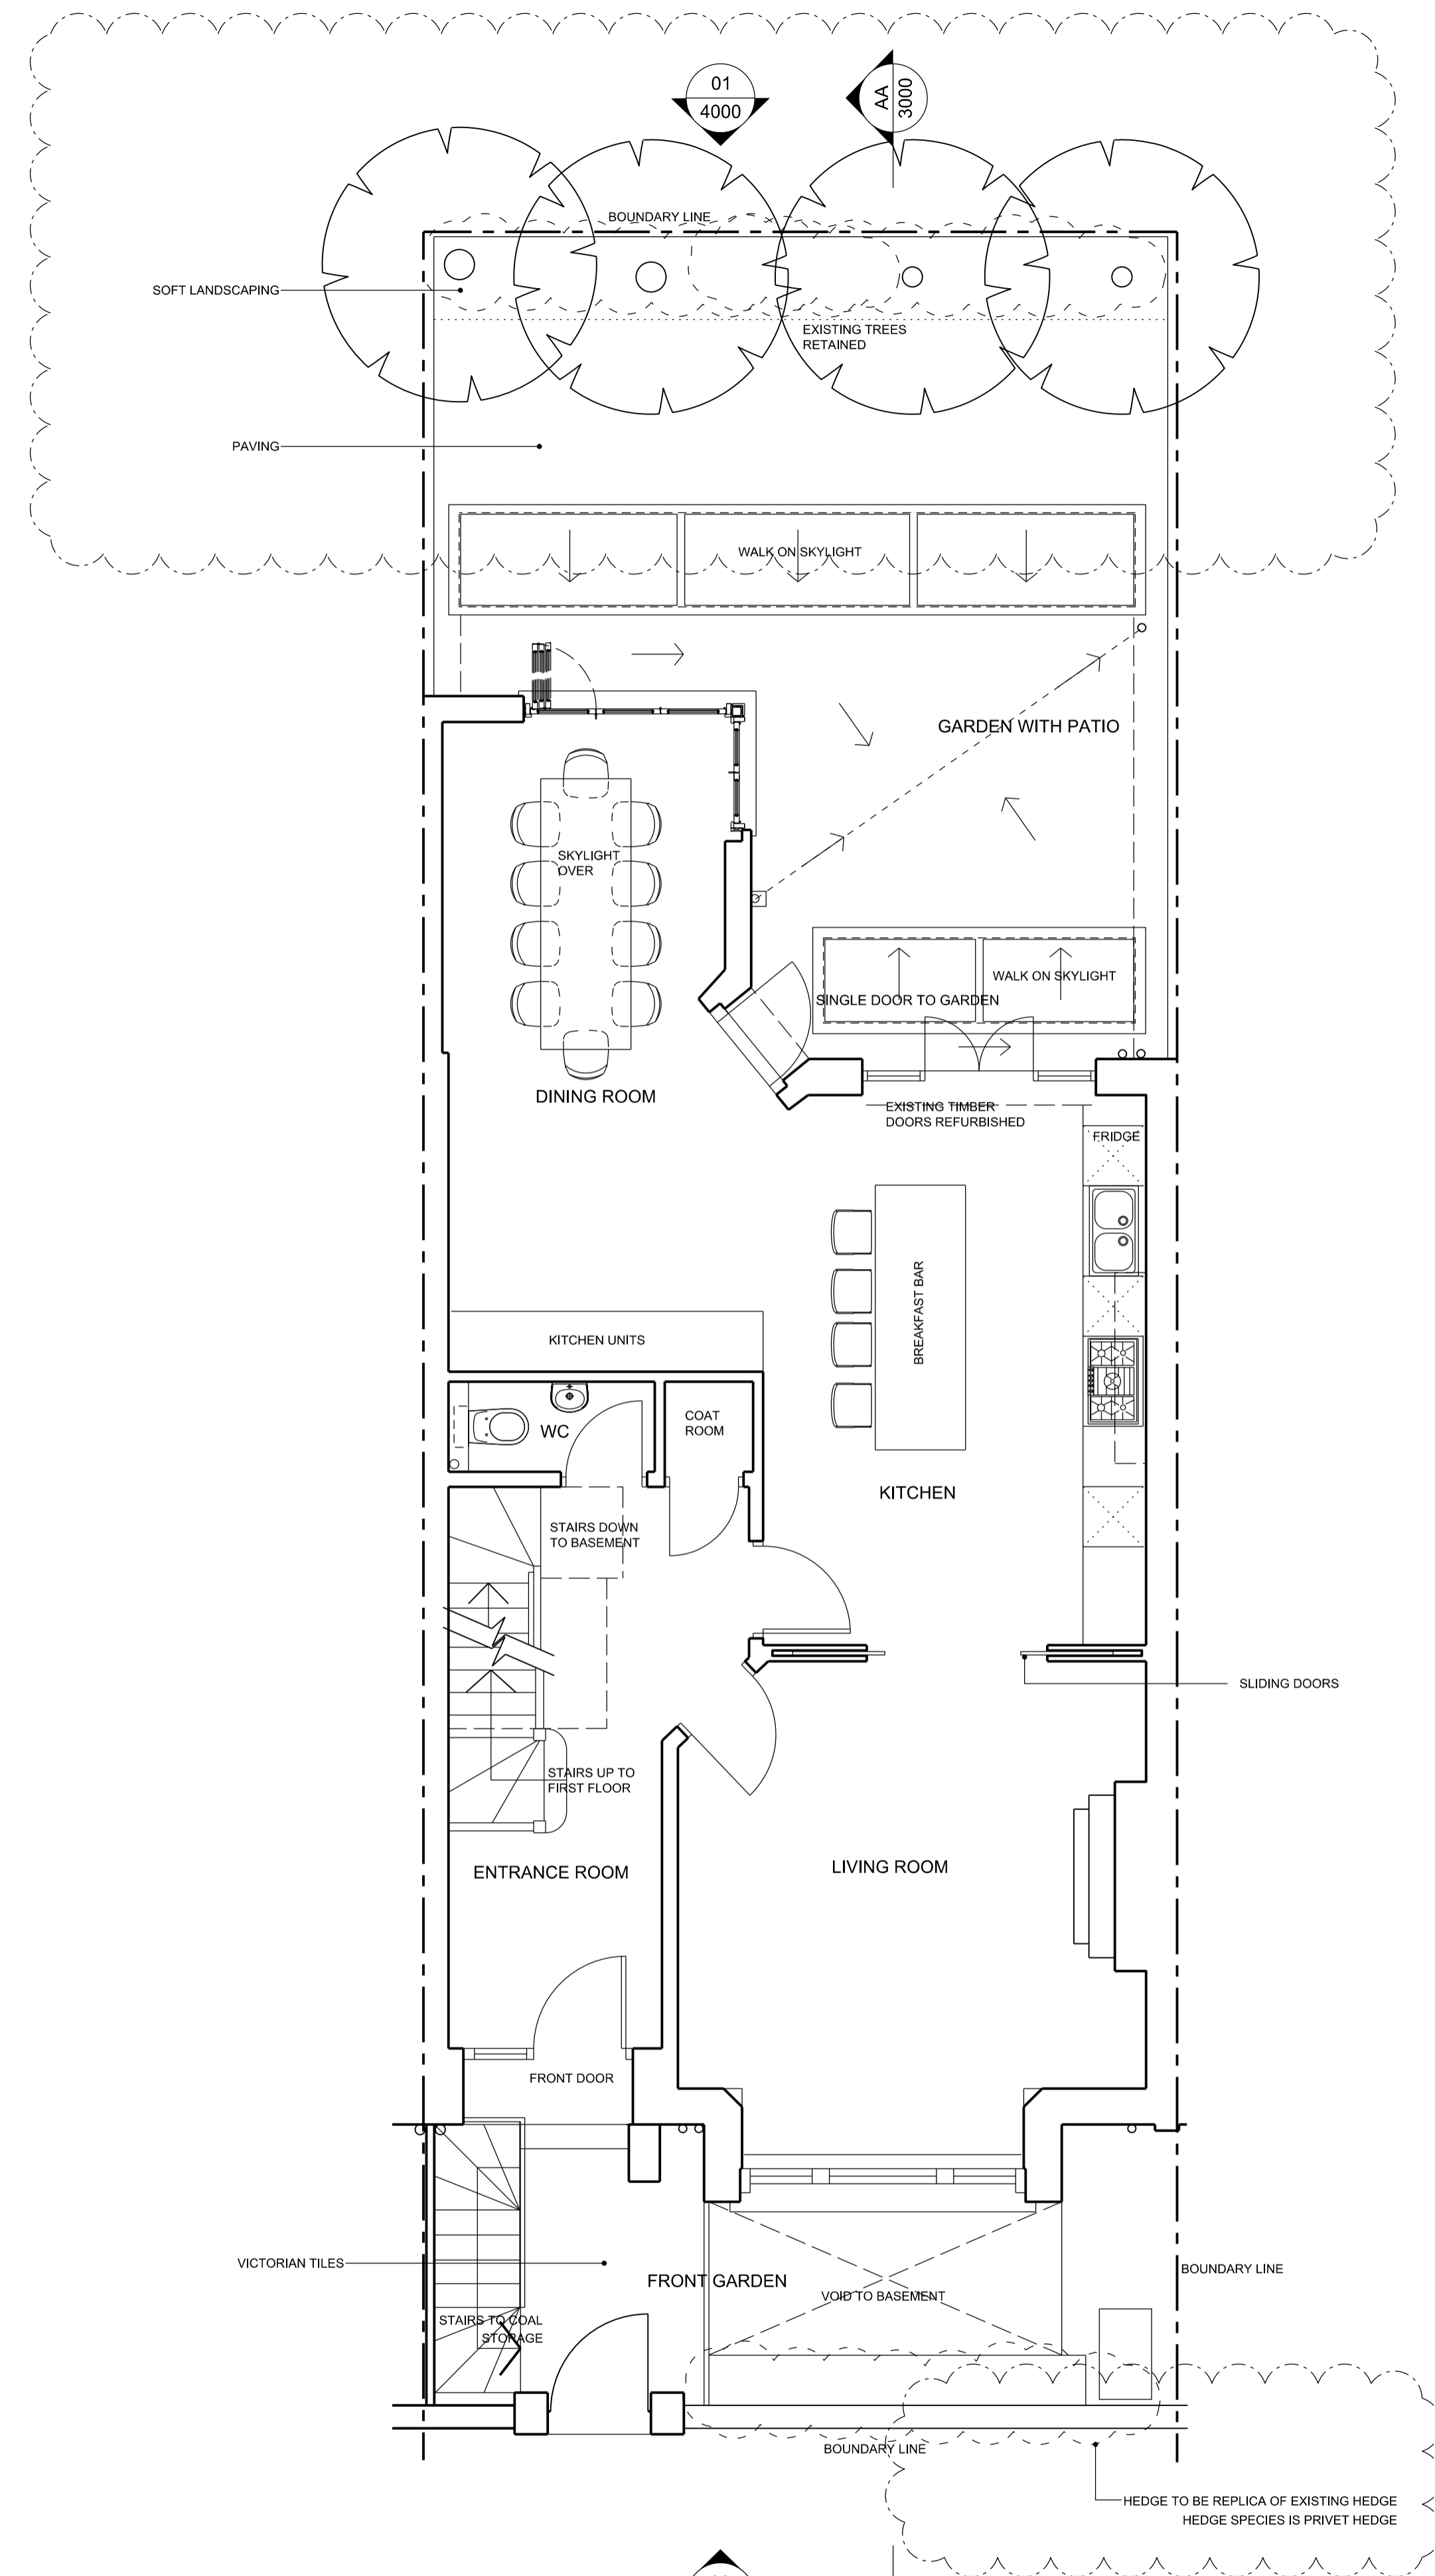 01
4000
AA
3000
BOUNDARY LINE
SOFT LANDSCAPING
EXISTING TREES
RETAINED
PAVING
WALK ON SKYLIGHT
GARDEN WITH PATIO
SKYLIGHT
OVER
WALK ON SKYLIGHT
SINGLE DOOR TO GARDEN
DINING ROOM
EXISTING TIMBER
DOORS REFURBISHED
FRIDGE
BREAKFAST BAR
KITCHEN UNITS
COAT
ROOM
WC
KITCHEN
STAIRS DOWN
TO BASEMENT
SLIDING DOORS
STAIRS UP TO
FIRST FLOOR
LIVING ROOM
ENTRANCE ROOM
FRONT DOOR
VICTORIAN TILES
BOUNDARY LINE
FRONT GARDEN
VOID TO BASEMENT
STAIRS TO COAL
STORAGE
BOUNDARY LINE
HEDGE TO BE REPLICA OF EXISTING HEDGE
HEDGE SPECIES IS PRIVET HEDGE